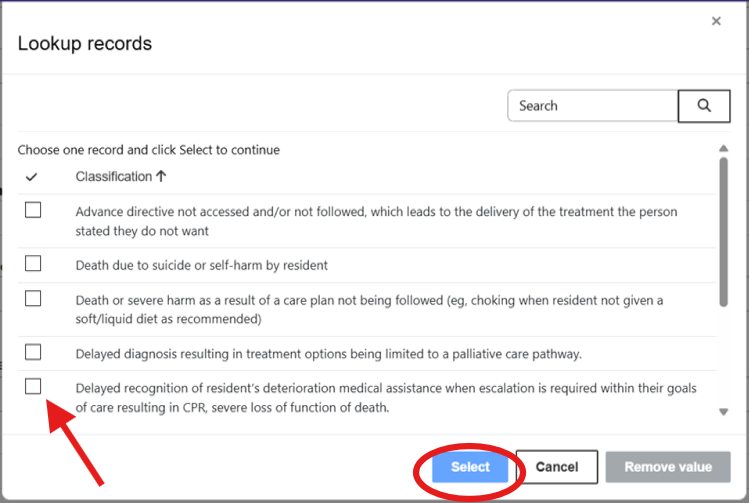 Lookup records
Search
Choose one record and click Select to continue
Classification
Advance directive not accessed and/or not followed, which leads to the delivery of the treatment the person
stated they do not want
Death due to suicide or self-harm by resident
Death or severe harm as a result of a care plan not being followed (eg, choking when resident not given a
soft/liquid diet as recommended)
Delayed diagnosis resulting in treatment options being limited to a palliative care pathway.
Delayed recognition of resident's deterioration medical assistance when escalation is required within their goals
of care resulting in CPR, severe loss of function of death.
Select
Cancel
Remove value